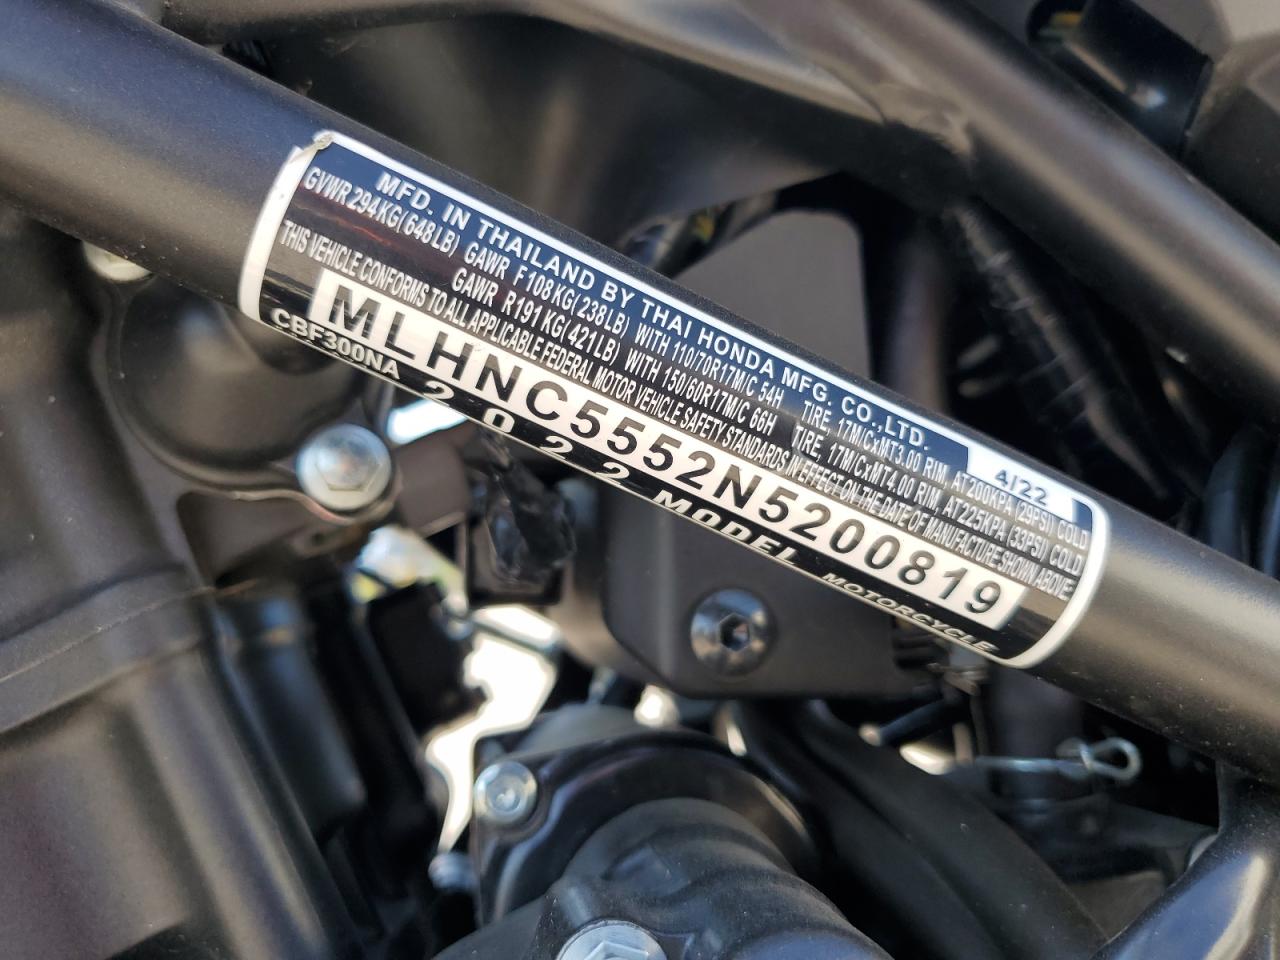 MFD. IN THAILAND BY THAI HONDA MFG. CO.,LTD. 4/22
GVWR 294KG(648LB) GAWR F108KG(238LB) WITH 110/70R17M/C 54H TIRE, 17M/CxMT3.00 RIM, AT200KPA (29PSI) COLD
GAWR R191KG(421LB) WITH 150/60R17M/C 66H TIRE, 17M/CxMT4.00 RIM, AT225KPA (33PSI) COLD
THIS VEHICLE CONFORMS TO ALL APPLICABLE FEDERAL MOTOR VEHICLE SAFETY STANDARDS IN EFFECT ON THE DATE OF MANUFACTURE SHOWN ABOVE
MLHNC5552N5200819
CBF300NA 2022 MODEL MOTORCYCLE